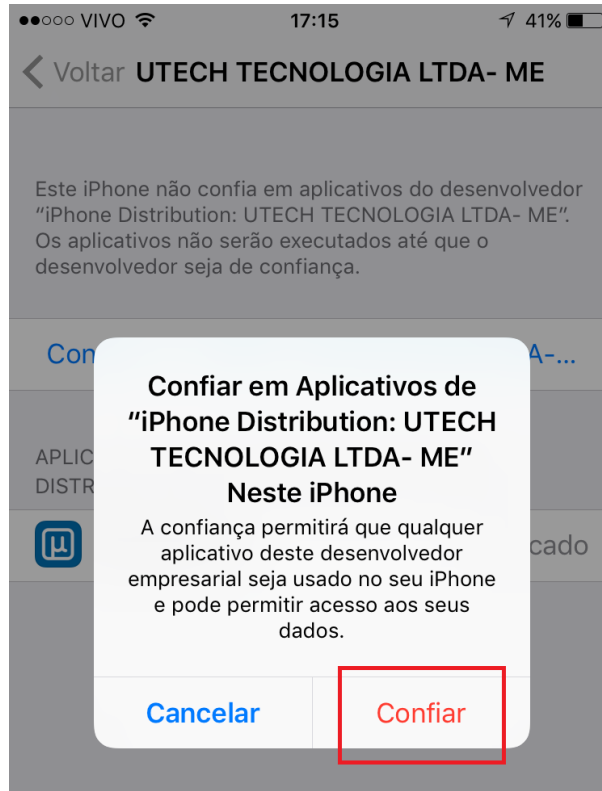 VIVO 17:15 41%
Voltar UTECH TECNOLOGIA LTDA- ME
Este iPhone não confia em aplicativos do desenvolvedor
“iPhone Distribution: UTECH TECNOLOGIA LTDA- ME”.
Os aplicativos não serão executados até que o
desenvolvedor seja de confiança.
Con A-...
APLIC
DISTR
µ cado
Confiar em Aplicativos de
“iPhone Distribution: UTECH
TECNOLOGIA LTDA- ME”
Neste iPhone
A confiança permitirá que qualquer
aplicativo deste desenvolvedor
empresarial seja usado no seu iPhone
e pode permitir acesso aos seus
dados.
Cancelar Confiar